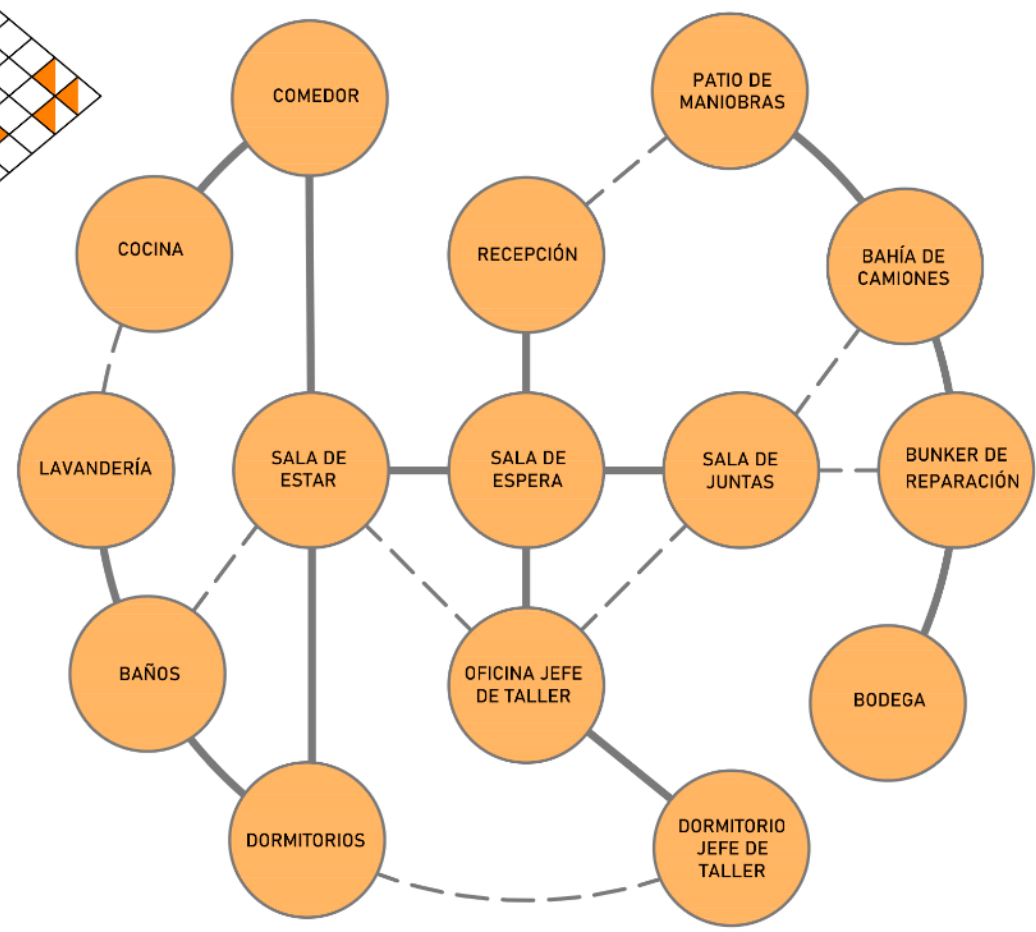 COMEDOR
PATIO DE
MANIOBRAS
COCINA
RECEPCIÓN
BAHÍA DE
CAMIONES
LAVANDERÍA
SALA DE
ESTAR
SALA DE
ESPERA
SALA DE
JUNTAS
BUNKER DE
REPARACIÓN
BAÑOS
OFICINA JEFE
DE TALLER
BODEGA
DORMITORIOS
DORMITORIO
JEFE DE
TALLER